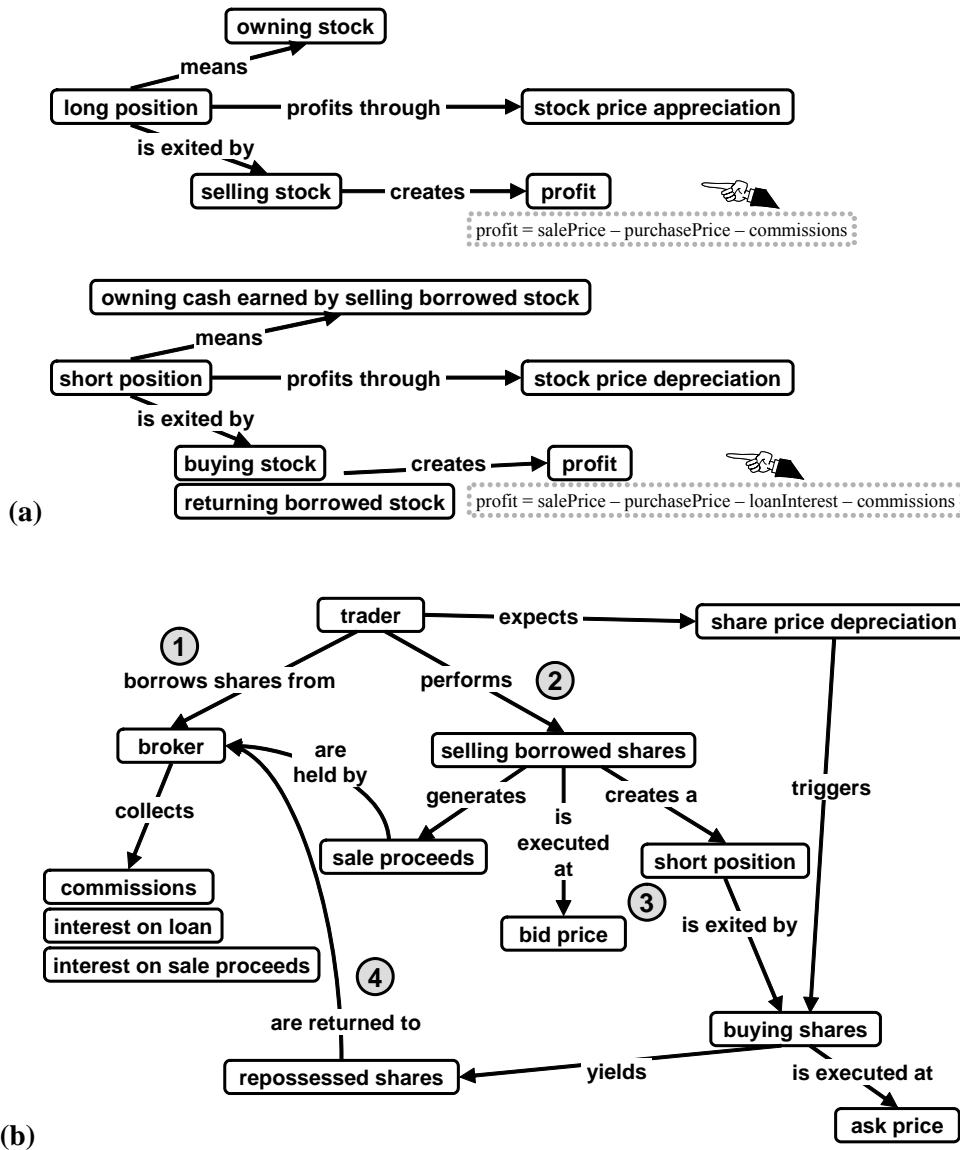 owning stock
means
long position
profits through
stock price appreciation
is exited by
selling stock
creates
profit
profit = salePrice – purchasePrice – commissions
owning cash earned by selling borrowed stock
means
short position
profits through
stock price depreciation
is exited by
buying stock
creates
profit
returning borrowed stock
profit = salePrice – purchasePrice – loanInterest – commissions
(a)
trader
expects
share price depreciation
1
borrows shares from
performs
2
broker
are
held by
selling borrowed shares
collects
generates
is
executed
at
creates a
triggers
sale proceeds
short position
commissions
interest on loan
interest on sale proceeds
bid price
3
is exited by
4
are returned to
buying shares
repossessed shares
yields
is executed at
ask price
(b)